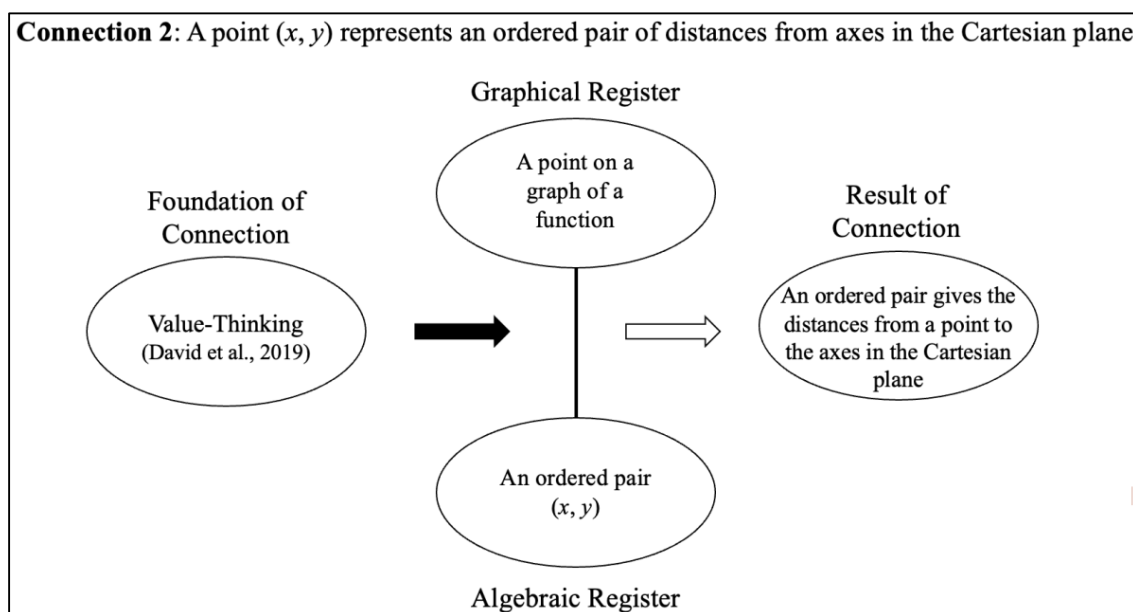 Connection 2: A point (x, y) represents an ordered pair of distances from axes in the Cartesian plane
Graphical Register
A point on a
graph of a
function
Foundation of
Connection
Value-Thinking
(David et al., 2019)
Result of
Connection
An ordered pair gives the
distances from a point to
the axes in the Cartesian
plane
An ordered pair
(x, y)
Algebraic Register